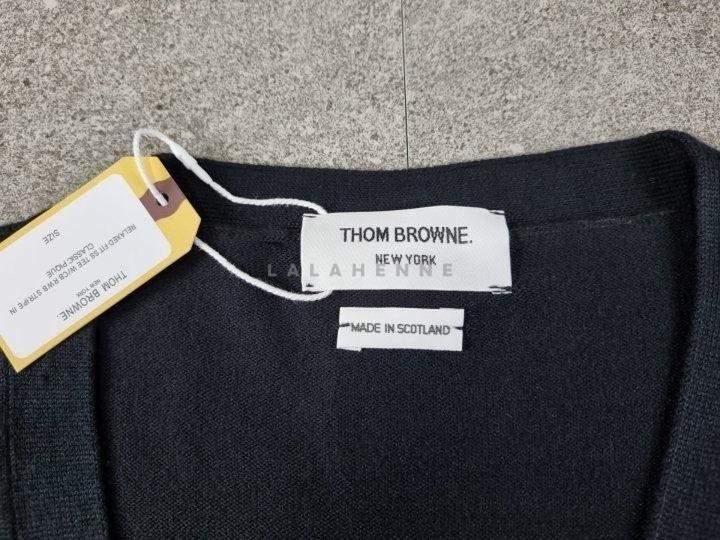 THOM BROWNE.
NEW YORK
LALAHENNE
MADE IN SCOTLAND
THOM BROWNE.
NEW YORK
RELAXED FIT SS TEE W/CB RWB STRIPE IN
CLASSIC PIQUE
SIZE